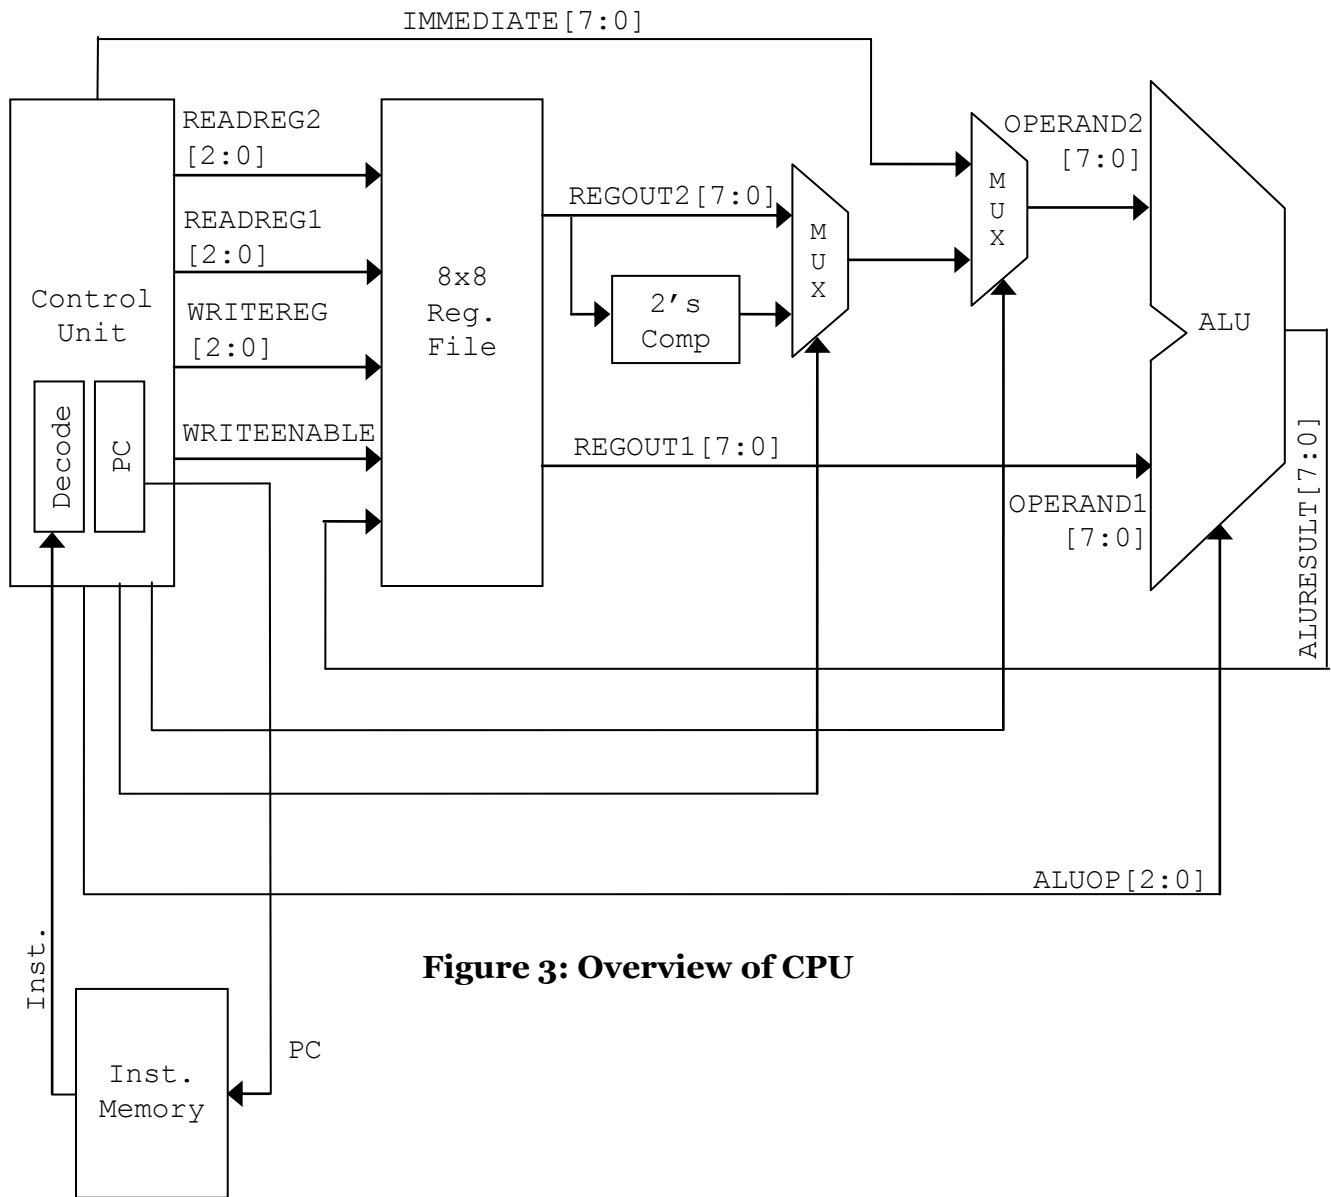 IMMEDIATE[7:0]
READREG2
[2:0]
READREG1
[2:0]
WRITEREG
[2:0]
WRITEENABLE
Control
Unit
Decode
PC
8x8
Reg.
File
REGOUT2[7:0]
2's
Comp
MUX
MUX
REGOUT1[7:0]
OPERAND2
[7:0]
ALU
OPERAND1
[7:0]
ALURESULT[7:0]
ALUOP[2:0]
Inst.
PC
Inst.
Memory
Figure 3: Overview of CPU